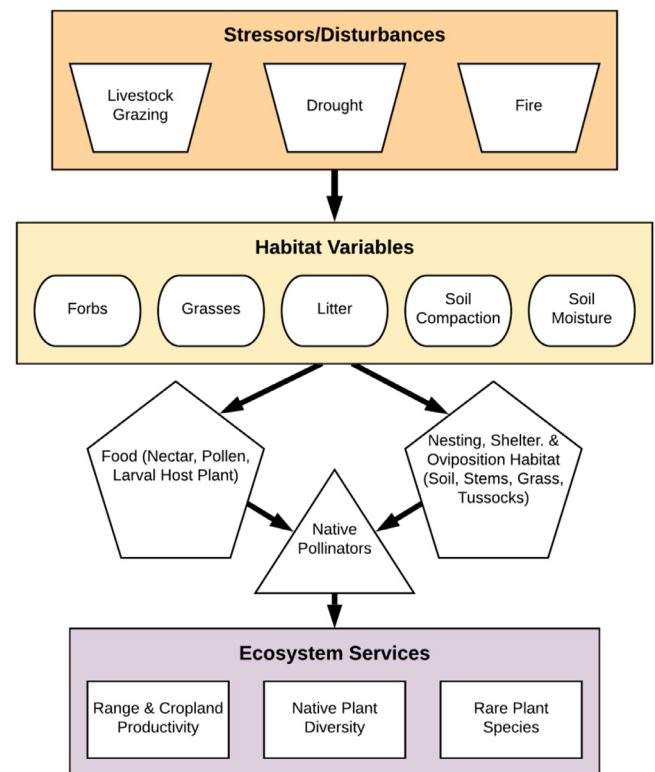 Stressors/Disturbances
Livestock
Grazing
Drought
Fire
Habitat Variables
Forbs
Grasses
Litter
Soil
Compaction
Soil
Moisture
Food (Nectar, Pollen,
Larval Host Plant)
Nesting, Shelter. &
Oviposition Habitat
(Soil, Stems, Grass,
Tussocks)
Native
Pollinators
Ecosystem Services
Range & Cropland
Productivity
Native Plant
Diversity
Rare Plant
Species